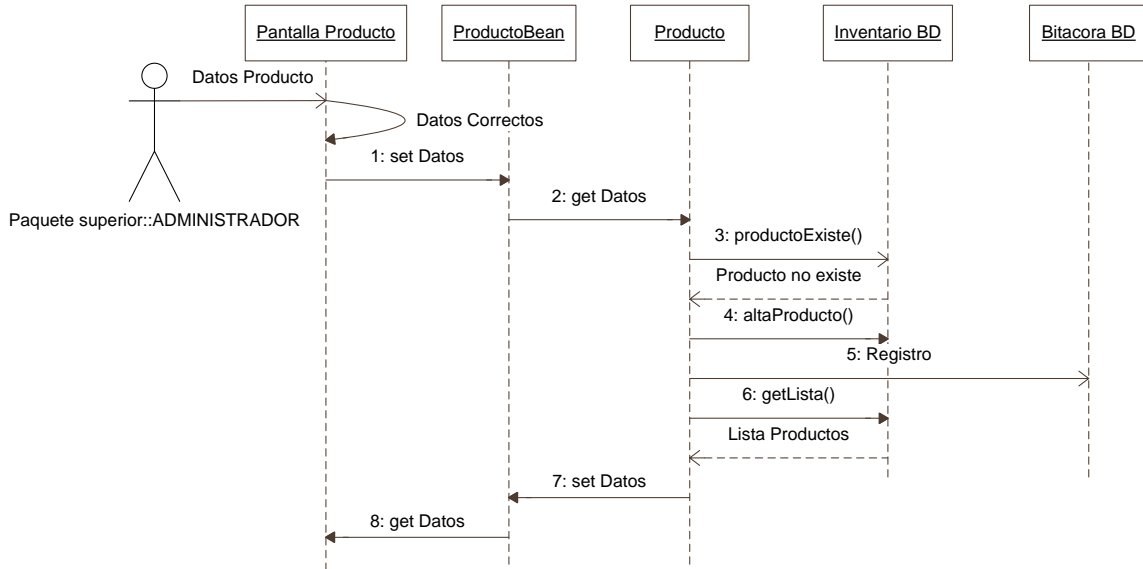 Pantalla Producto
ProductoBean
Producto
Inventario BD
Bitacora BD
Datos Producto
Datos Correctos
1: set Datos
2: get Datos
Paquete superior::ADMINISTRADOR
3: productoExiste()
Producto no existe
4: altaProducto()
5: Registro
6: getLista()
Lista Productos
7: set Datos
8: get Datos